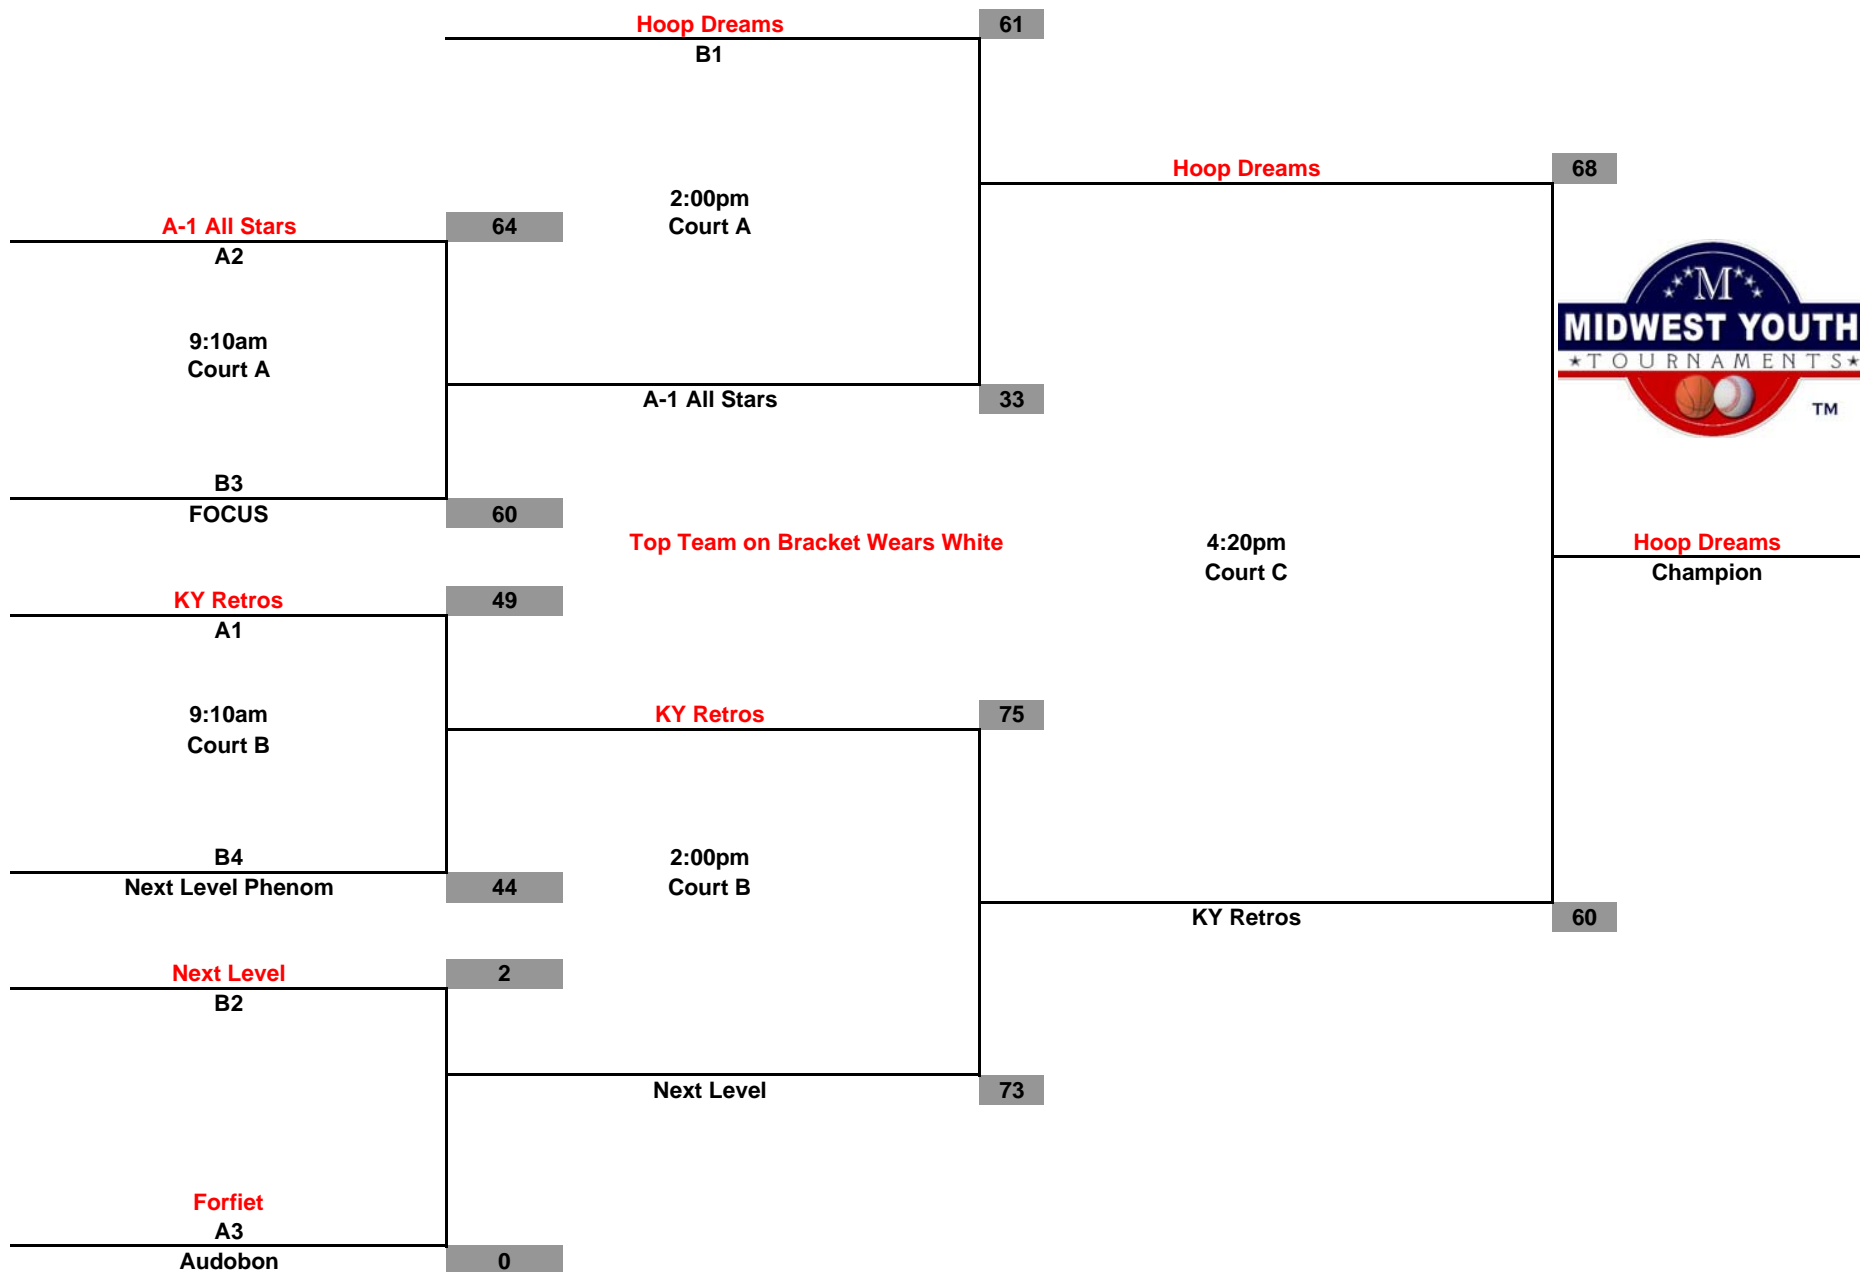 Hoop Dreams 61
B1
Hoop Dreams 68
2:00pm
Court A
A-1 All Stars 64
A2
9:10am
Court A
M
MIDWEST YOUTH
★TOURNAMENTS★
TM
A-1 All Stars 33
B3
FOCUS 60
Top Team on Bracket Wears White
4:20pm
Court C
Hoop Dreams
Champion
KY Retros 49
A1
9:10am
Court B
KY Retros 75
B4
Next Level Phenom 44
2:00pm
Court B
KY Retros 60
Next Level 2
B2
Next Level 73
Forfiet
A3
Audobon 0